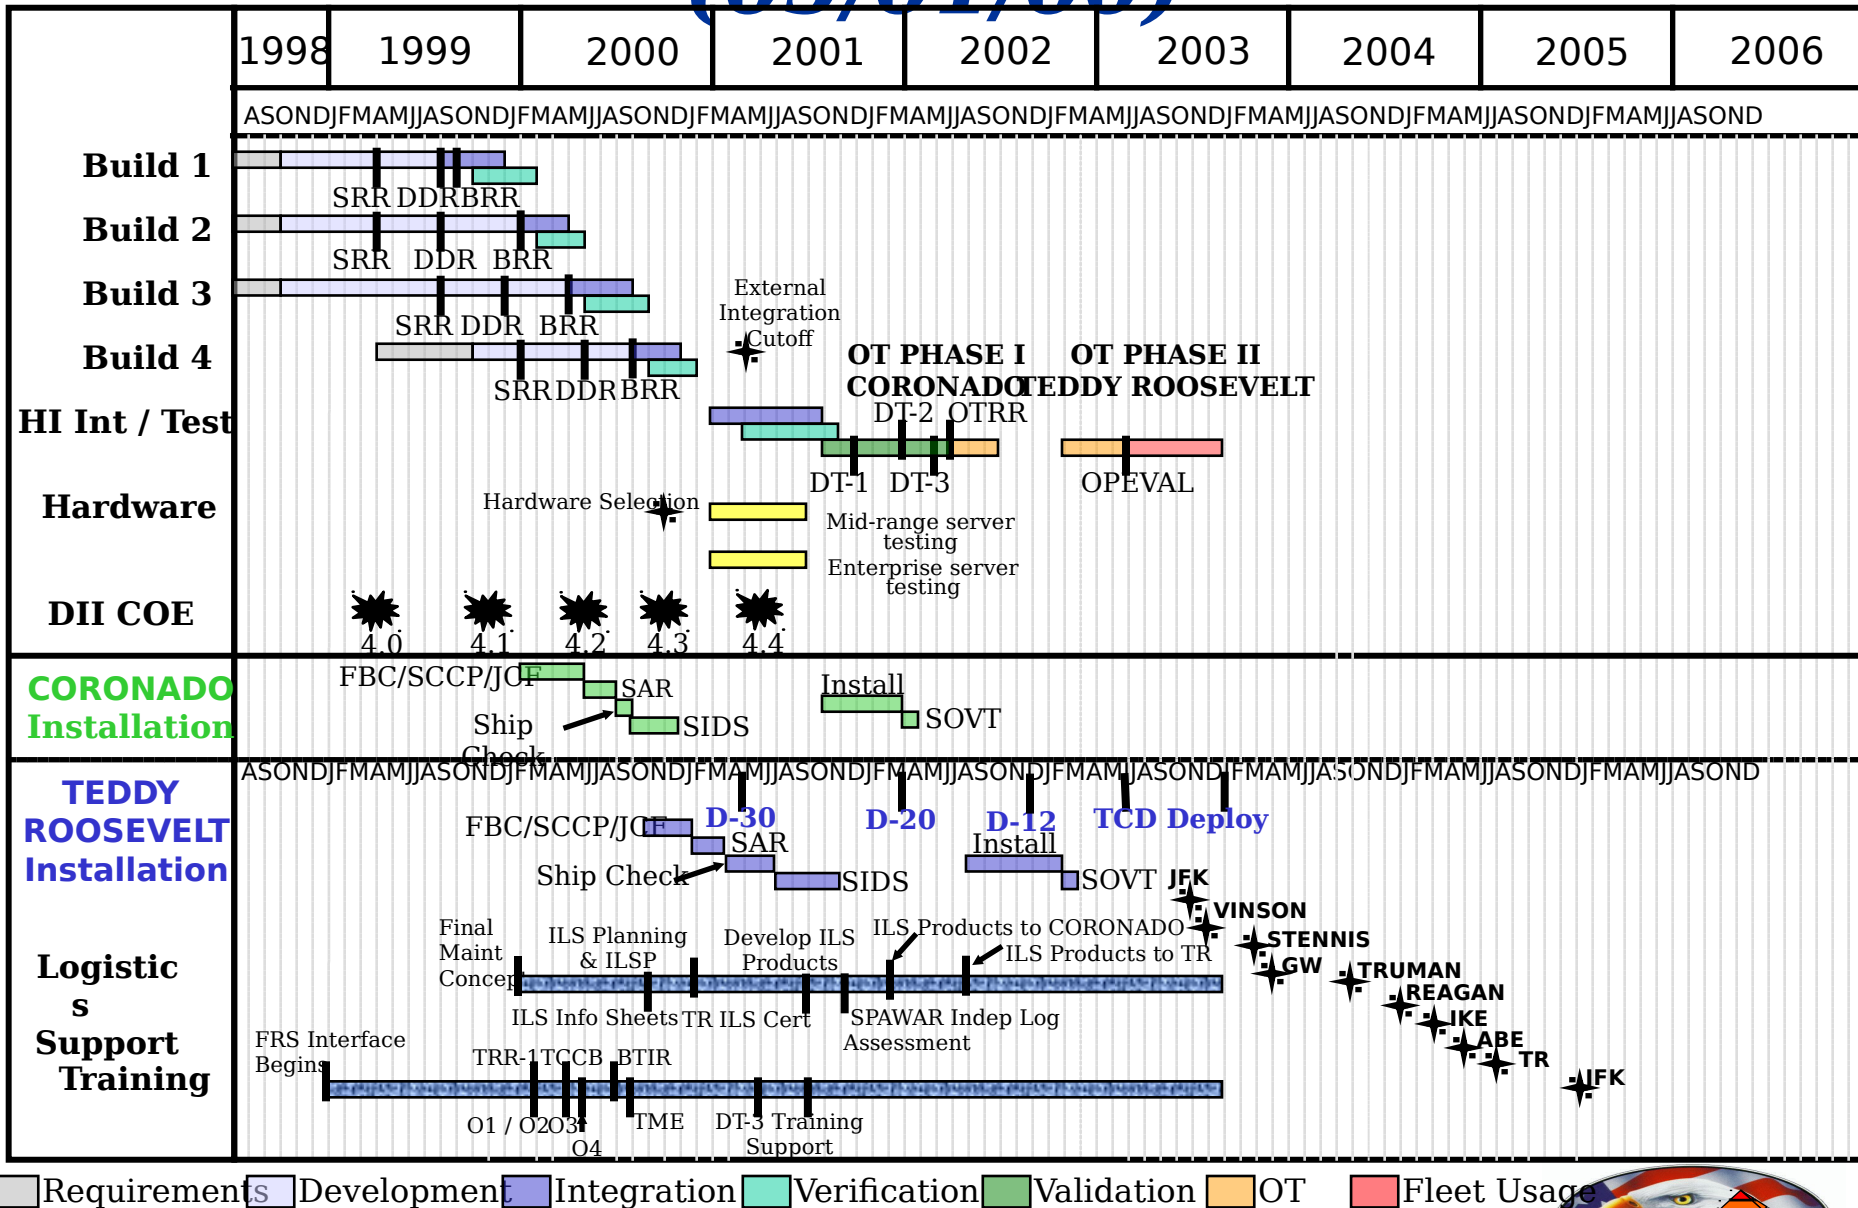 (05/01/00)
1998 1999 2000 2001 2002 2003 2004 2005 2006
ASONDJFMAMJJASONDJFMAMJJASONDJFMAMJJASONDJFMAMJJASONDJFMAMJJASONDJFMAMJJASONDJFMAMJJASONDJFMAMJJASOND
Build 1
SRR DDR BRR
Build 2
SRR DDR BRR
Build 3
SRR DDR BRR
External
Integration
Cutoff
Build 4
SRR DDR BRR
OT PHASE I
CORONADO
OT PHASE II
TEDDY ROOSEVELT
HI Int / Test
DT-2 OTRR
DT-1 DT-3
OPEVAL
Hardware
Hardware Selection
Mid-range server
testing
Enterprise server
testing
DII COE
4.0 4.1 4.2 4.3 4.4
CORONADO
Installation
FBC/SCCP/JCF
SAR
Ship
Check
SIDS
Install
SOVT
ASONDJFMAMJJASONDJFMAMJJASONDJFMAMJJASONDJFMAMJJASONDJFMAMJJASONDJFMAMJJASONDJFMAMJJASONDJFMAMJJASOND
TEDDY
ROOSEVELT
Installation
D-30 D-20 D-12 TCD Deploy
FBC/SCCP/JCF
SAR
Ship Check
SIDS
Install
SOVT
JFK
VINSON
STENNIS
GW
TRUMAN
REAGAN
IKE
ABE
TR
JFK
Logistic
s
Support
Final
Maint
Concept
ILS Planning
& ILSP
Develop ILS
Products
ILS Products to CORONADO
ILS Products to TR
ILS Info Sheets
TR ILS Cert
SPAWAR Indep Log
Assessment
Training
FRS Interface
Begins
TRR-1 TCCB BTIR
O1 / O2 O3
O4
TME
DT-3 Training
Support
Requirements Development Integration Verification Validation OT Fleet Usage